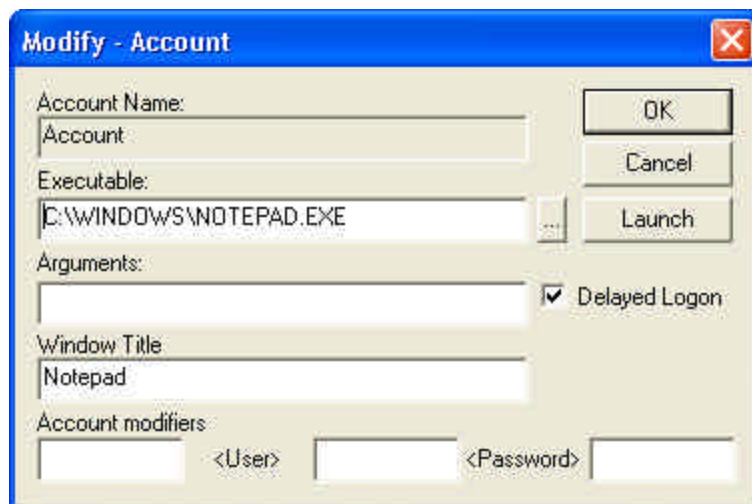 Modify - Account
Account Name:
OK
Account
Cancel
Executable:
C:\WINDOWS\NOTEPAD.EXE
...
Launch
Arguments:
Delayed Logon
Window Title
Notepad
Account modifiers
<User> <Password>